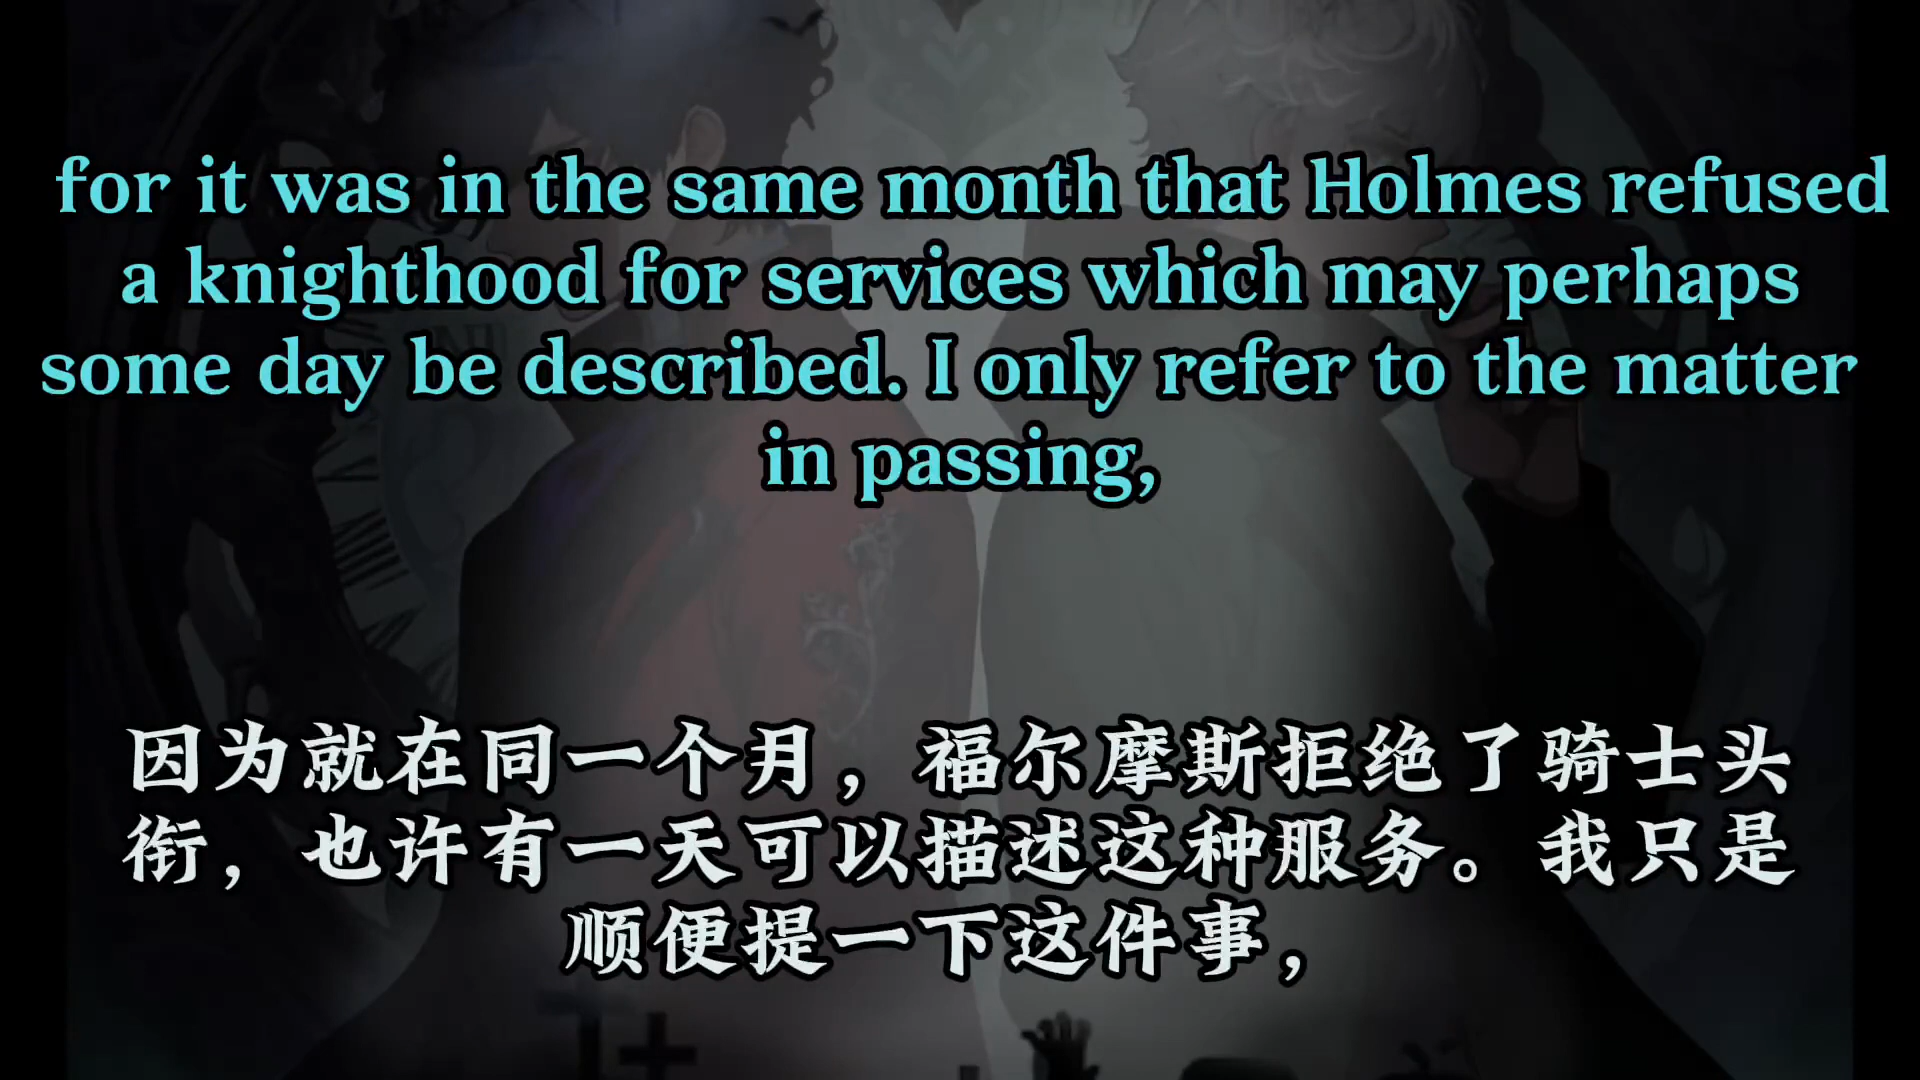 for it was in the same month that Holmes refused
a knighthood for services which may perhaps
some day be described. I only refer to the matter
in passing,
因为就在同一个月，福尔摩斯拒绝了骑士头
衔，也许有一天可以描述这种服务。我只是
顺便提一下这件事，